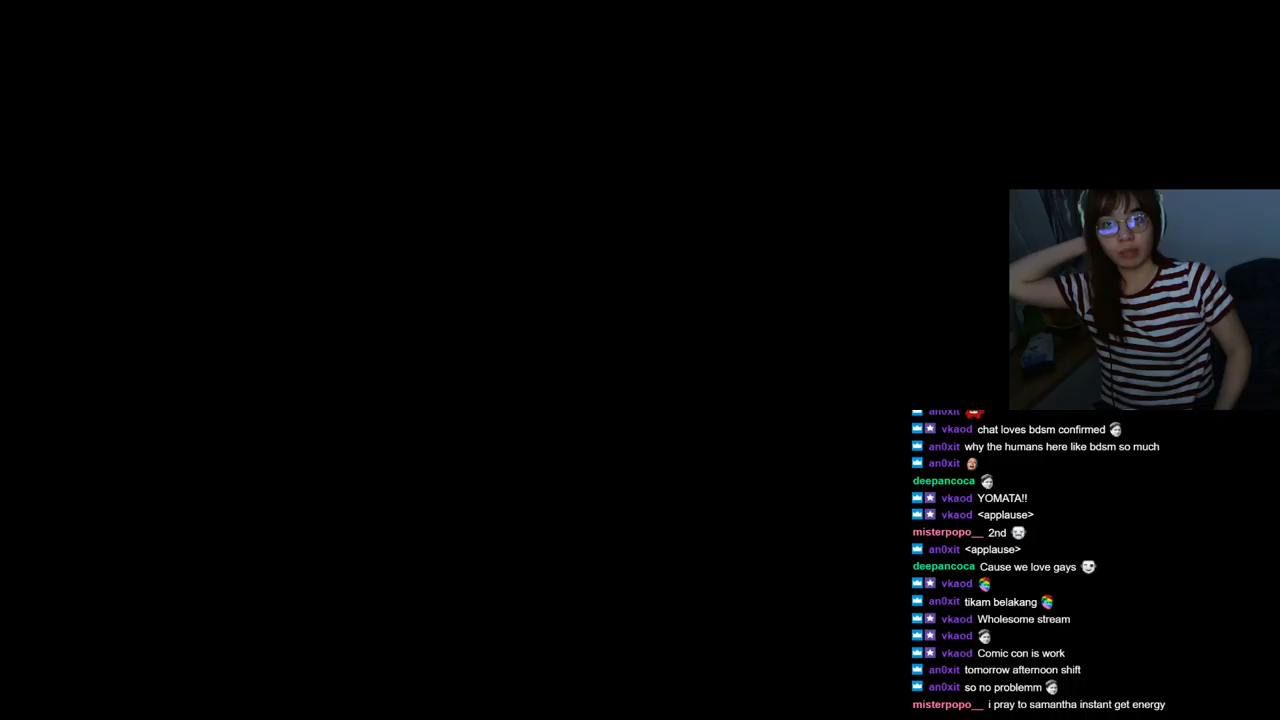 an0xit
vkaod chat loves bdsm confirmed
an0xit why the humans here like bdsm so much
an0xit
deepancoca
vkaod YOMATA!!
vkaod <applause>
misterpopo__ 2nd
an0xit <applause>
deepancoca Cause we love gays
vkaod
an0xit tikam belakang
vkaod Wholesome stream
vkaod
vkaod Comic con is work
an0xit tomorrow afternoon shift
an0xit so no problemm
misterpopo__ i pray to samantha instant get energy